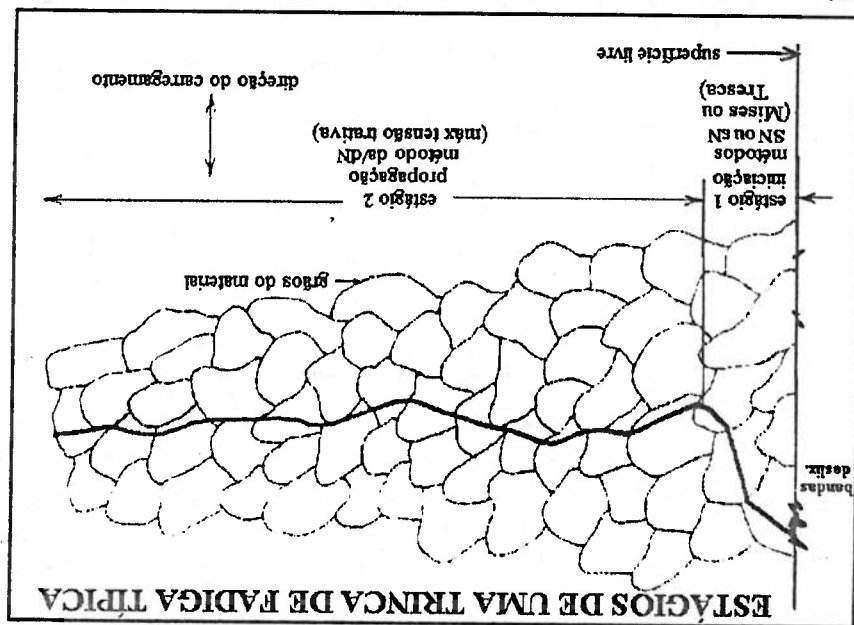 ESTÁGIOS DE UMA TRINCA DE FADIGA TÍPICA
bandas
desliz.
grãos do material
estágio 1
iniciação
métodos
SN ou εN
(Mises ou
Tresca)
estágio 2
propagação
método da/dN
(máx tensão trativa)
direção do carregamento
superfície livre